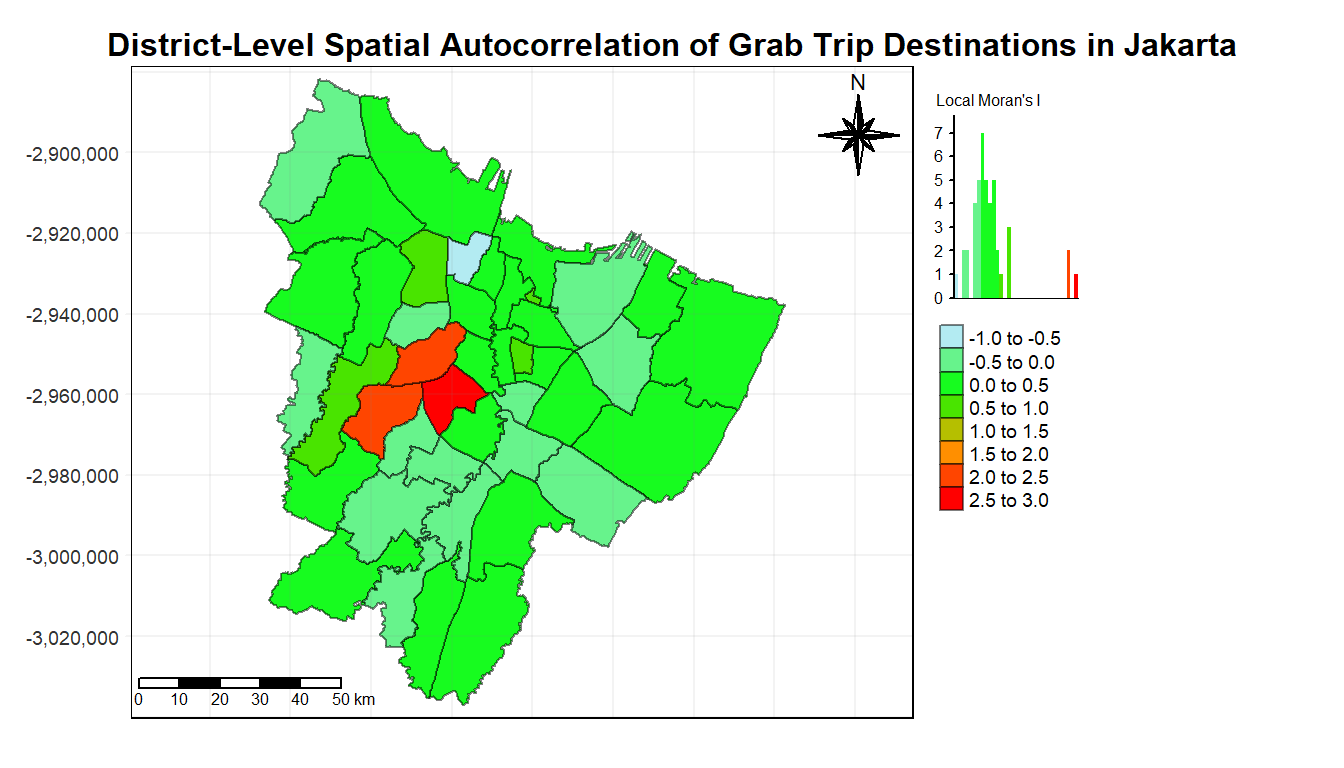 District-Level Spatial Autocorrelation of Grab Trip Destinations in Jakarta
N
Local Moran's I
7
6
5
4
3
2
1
0
-2,900,000
-2,920,000
-2,940,000
-2,960,000
-2,980,000
-3,000,000
-3,020,000
-1.0 to -0.5
-0.5 to 0.0
0.0 to 0.5
0.5 to 1.0
1.0 to 1.5
1.5 to 2.0
2.0 to 2.5
2.5 to 3.0
0 10 20 30 40 50 km